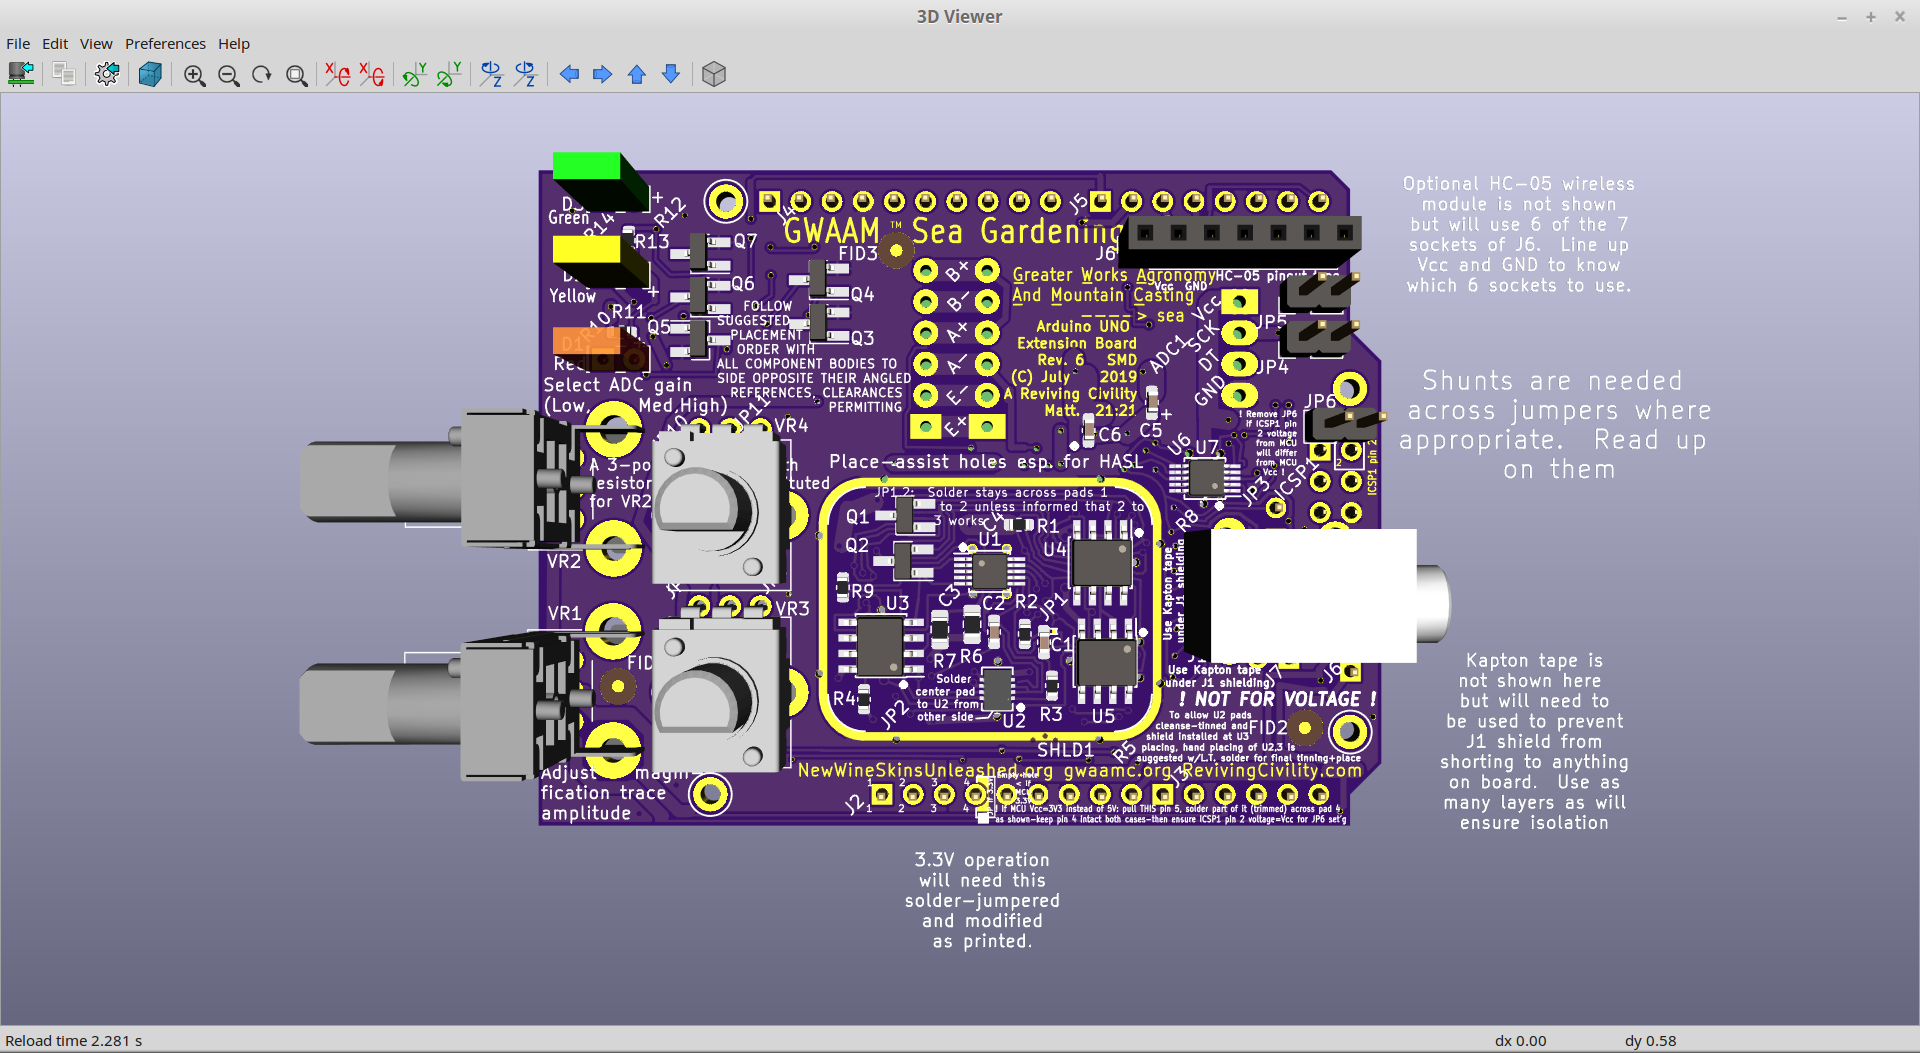 3D Viewer
File Edit View Preferences Help
Optional HC-05 wireless
module is not shown
but will use 6 of the 7
sockets of J6. Line up
Vcc and GND to know
which 6 sockets to use.
Shunts are needed
across jumpers where
appropriate. Read up
on them
Kapton tape is
not shown here
but will need to
be used to prevent
J1 shield from
shorting to anything
on board. Use as
many layers as will
ensure isolation
3.3V operation
will need this
solder-jumpered
and modified
as printed.
Green
R14
R12
R13
Yellow
R11
R10
Q7
Q6
Q5
Q4
Q3
J4
J5
GWAAM™ Sea Gardening
FID3
J6
HC-05
Vcc GND
Greater Works Agronomy
And Mountain Casting
----> sea
Arduino UNO
Extension Board
Rev. 6 SMD
(C) July 2019
A Reviving Civility
Matt. 21:21
B+
B-
A+
A-
E-
E+
Vcc
SCK
DT
GND
ADC1
JP5
JP4
JP6
FOLLOW
SUGGESTED
PLACEMENT
ORDER WITH
ALL COMPONENT BODIES TO
SIDE OPPOSITE THEIR ANGLED
REFERENCES, CLEARANCES
PERMITTING
Select ADC gain
(Low, Med,High)
JP11
VR4
C6
C5
+
U6
U7
! Remove JP6
if ICSP1 pin
2 voltage
from MCU
will differ
from MCU
Vcc !
ICSP1 pin 2
2
JP3
ICSP1
R8
Place-assist holes esp. for HASL
for VR2
VR2
VR1
VR3
JP12: Solder stays across pads 1
to 2 unless informed that 2 to
3 works
Q1
Q2
C4
R1
U1
U4
R9
U3
C3
C2
R2
JP1
C1
R7
R6
R4
JP2
Solder
center pad
to U2 from
other side
U2
R3
U5
SHLD1
R5
Use Kapton tape
under J1 shielding
Use Kapton tape
under J1 shielding)
! NOT FOR VOLTAGE !
To allow U2 pads
cleanse-tinned and
shield installed at U3
placing, hand placing of U2,3 is
suggested w/L.T. solder for final tinning+place
FID2
Adjust magni-
fication trace
amplitude
NewWineSkinsUnleashed.org gwaamc.org RevivingCivility.com
J2
1 2 3 4
! If MCU Vcc=3V3 instead of 5V: pull THIS pin 5, solder part of it (trimmed) across pad 4
as shown-keep pin 4 intact both cases-then ensure ICSP1 pin 2 voltage=Vcc for JP6 set'g
Reload time 2.281 s
dx 0.00
dy 0.58